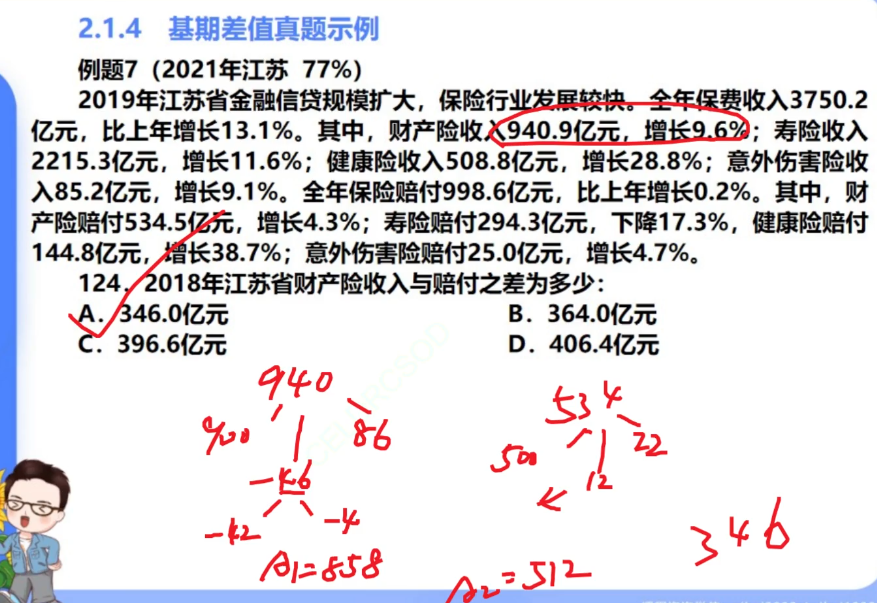 2.1.4 基期差值真题示例
例题7（2021年江苏 77%）
2019年江苏省金融信贷规模扩大，保险行业发展较快。全年保费收入3750.2
亿元，比上年增长13.1%。其中，财产险收入940.9亿元，增长9.6%；寿险收入
2215.3亿元，增长11.6%；健康险收入508.8亿元，增长28.8%；意外伤害险收
入85.2亿元，增长9.1%。全年保险赔付998.6亿元，比上年增长0.2%。其中，财
产险赔付534.5亿元，增长4.3%；寿险赔付294.3亿元，下降17.3%，健康险赔付
144.8亿元，增长38.7%；意外伤害险赔付25.0亿元，增长4.7%。
124．2018年江苏省财产险收入与赔付之差为多少：
A．346.0亿元 B．364.0亿元
C．396.6亿元 D．406.4亿元
940 534
900 86 500 22
-46 12
-42 -4
A1=858 A2=512 346